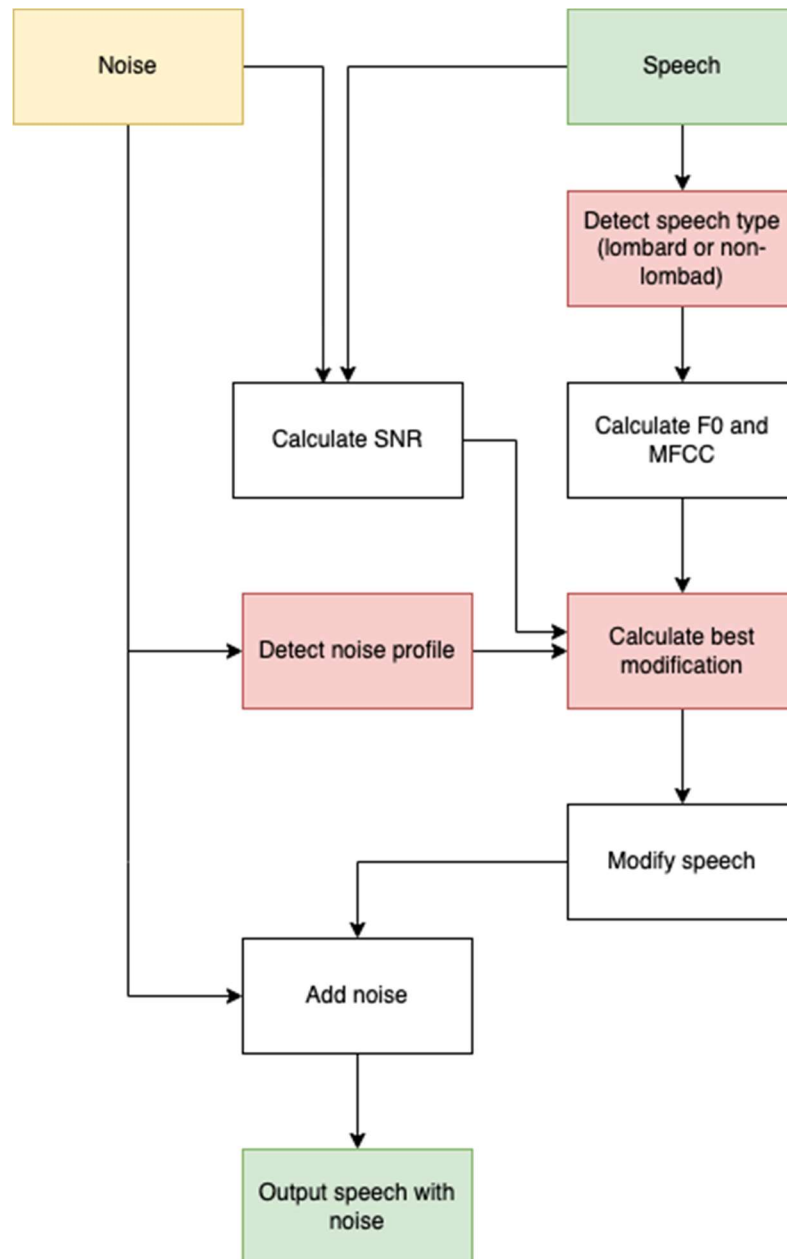 Noise
Speech
Detect speech type
(lombard or non-
lombad)
Calculate SNR
Calculate F0 and
MFCC
Detect noise profile
Calculate best
modification
Modify speech
Add noise
Output speech with
noise